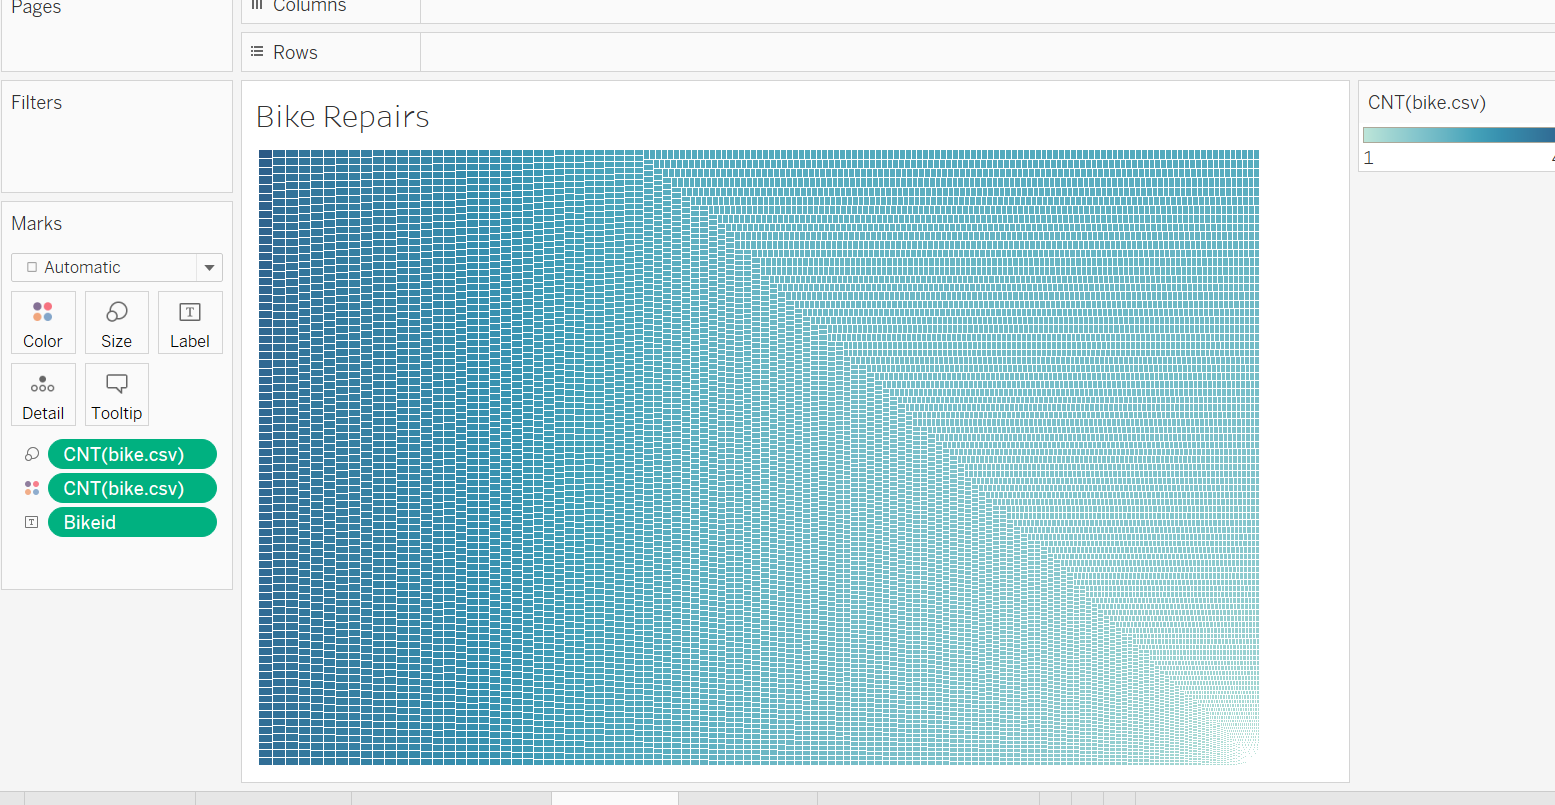 Pages
Columns
Rows
Filters
Bike Repairs
CNT(bike.csv)
1
Marks
Automatic
Color
Size
T
Label
Detail
Tooltip
CNT(bike.csv)
CNT(bike.csv)
T
Bikeid